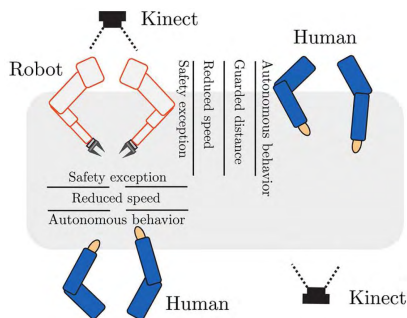 Kinect
Human
Robot
Safety exception
Reduced speed
Guarded distance
Autonomous behavior
Safety exception
Reduced speed
Autonomous behavior
Human
Kinect